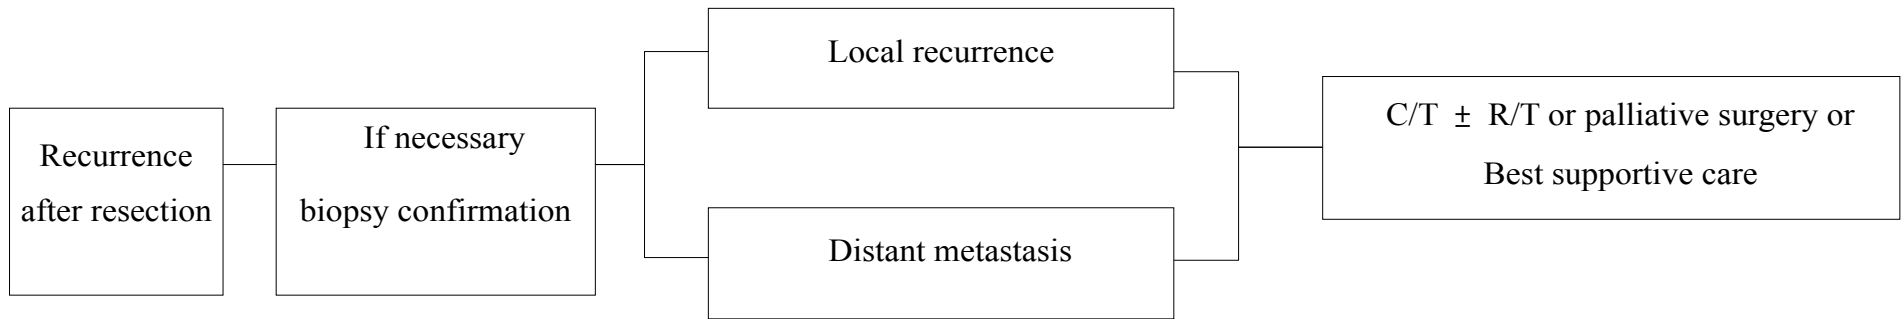 Recurrence
after resection
If necessary
biopsy confirmation
Local recurrence
Distant metastasis
C/T ± R/T or palliative surgery or
Best supportive care